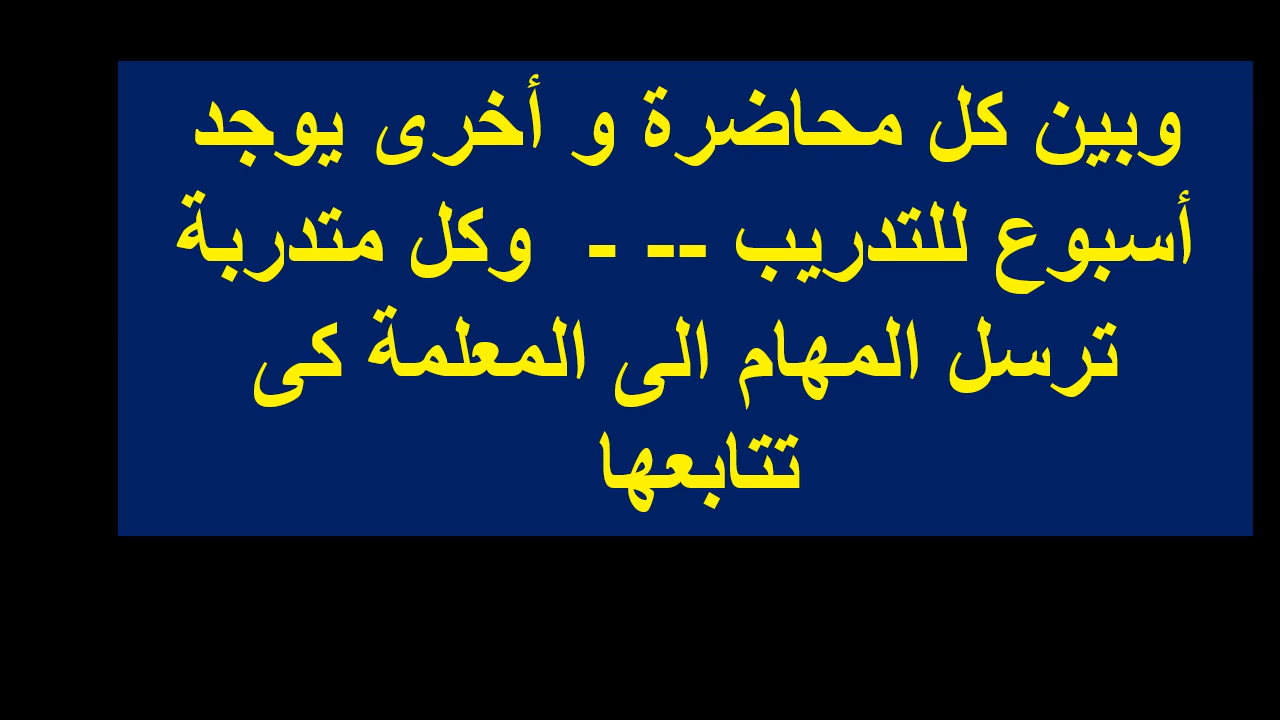 وبين كل محاضرة و أخرى يوجد
أسبوع للتدريب -- - وكل متدربة
ترسل المهام الى المعلمة كى
تتابعها